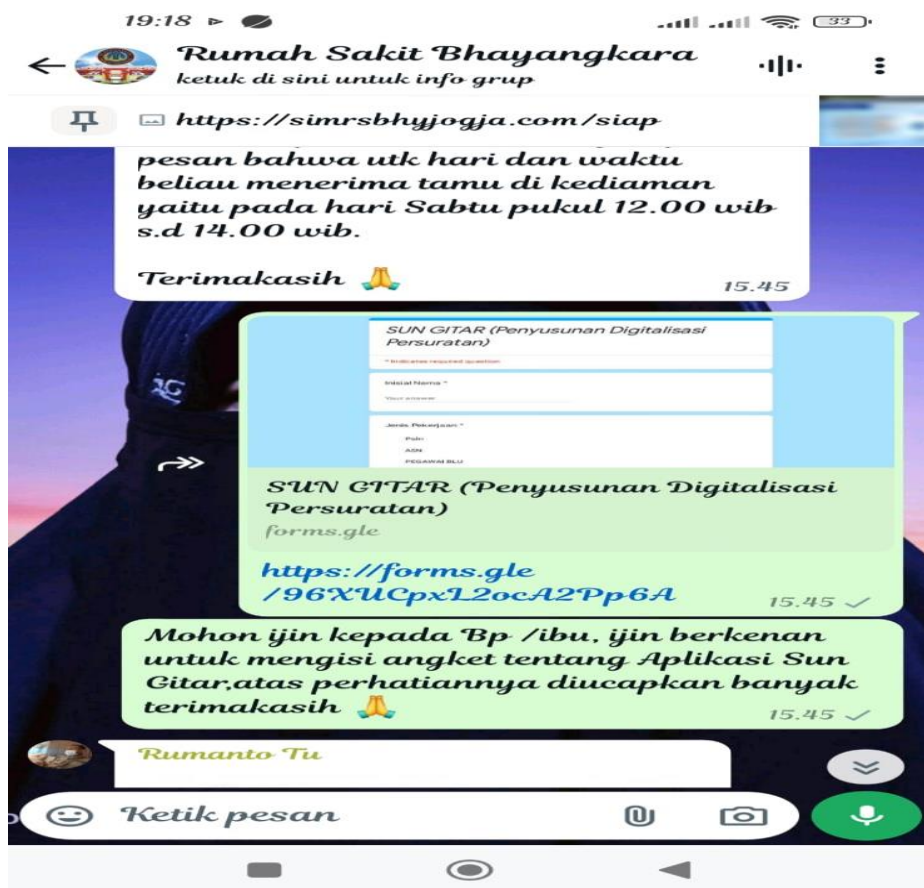 19:18
33
Rumah Sakit Bhayangkara
ketuk di sini untuk info grup
https://simrsbhyjogja.com/siap
pesan bahwa utk hari dan waktu
beliau menerima tamu di kediaman
yaitu pada hari Sabtu pukul 12.00 wib
s.d 14.00 wib.
Terimakasih 🙏
15.45
SUN GITAR (Penyusunan Digitalisasi
Persuratan)
* Indicates required question
Inisial Nama *
Your answer
Jenis Pekerjaan *
Polri
ASN
PEGAWAI BLU
SUN GITAR (Penyusunan Digitalisasi
Persuratan)
forms.gle
https://forms.gle
/96XUCpxL2ocA2Pp6A
15.45
Mohon ijin kepada Bp /ibu, ijin berkenan
untuk mengisi angket tentang Aplikasi Sun
Gitar,atas perhatiannya diucapkan banyak
terimakasih 🙏
15.45
Rumanto Tu
Ketik pesan